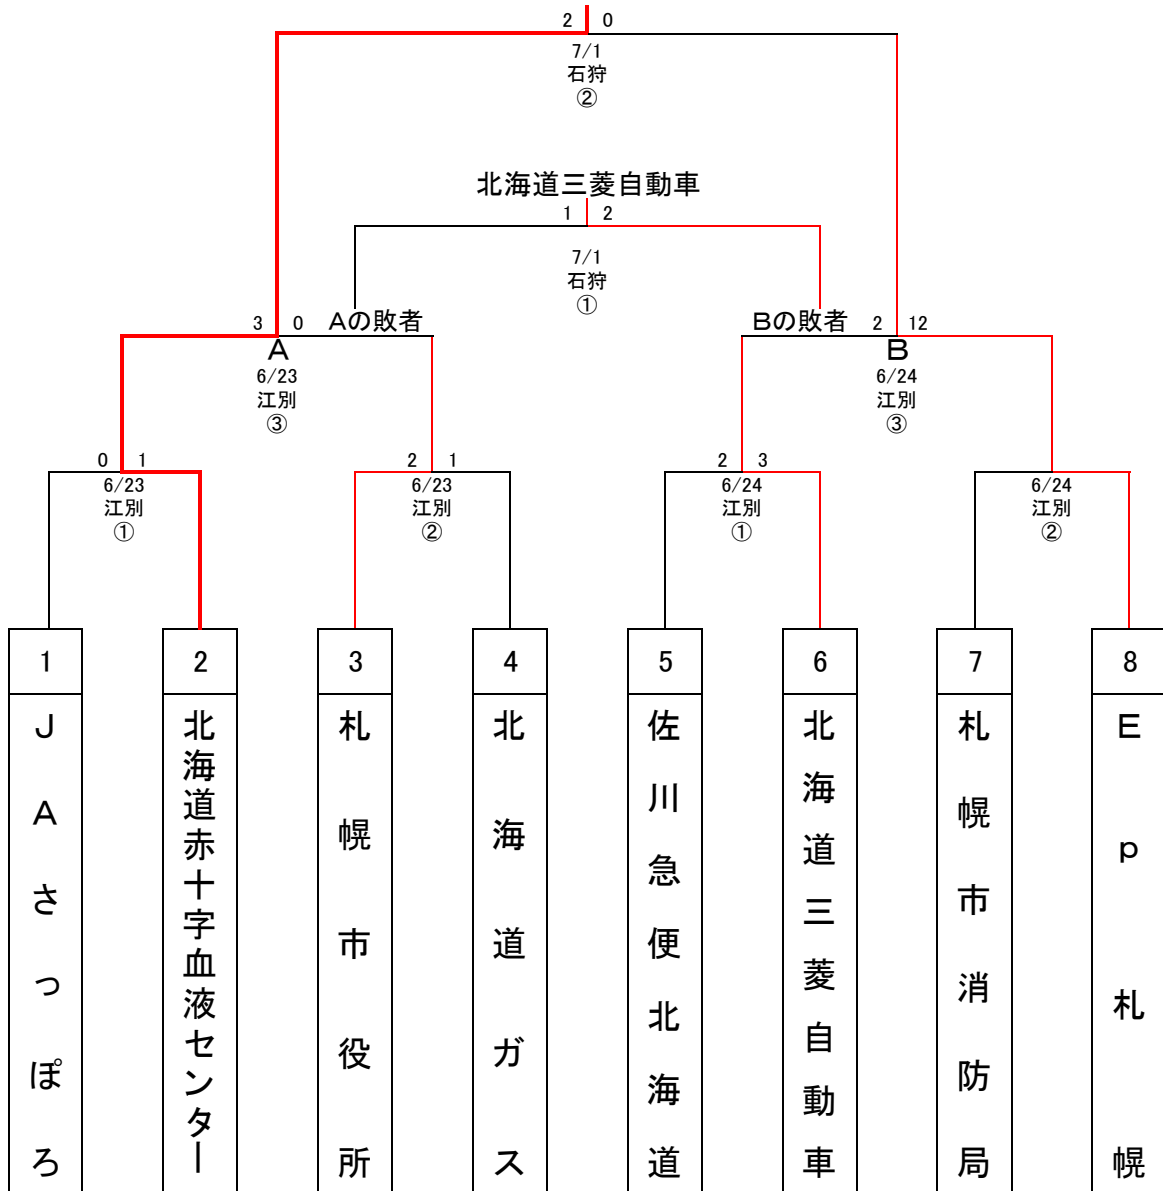 2 0
7/1
石狩
②
北海道三菱自動車
1 2
7/1
石狩
①
3 0 Aの敗者
Bの敗者 2 12
A
6/23
江別
③
B
6/24
江別
③
0 1
6/23
江別
①
2 1
6/23
江別
②
2 3
6/24
江別
①
6/24
江別
②
1
JAさっぽろ
2
北海道赤十字血液センター
3
札幌市役所
4
北海道ガス
5
佐川急便北海道
6
北海道三菱自動車
7
札幌市消防局
8
Ep札幌